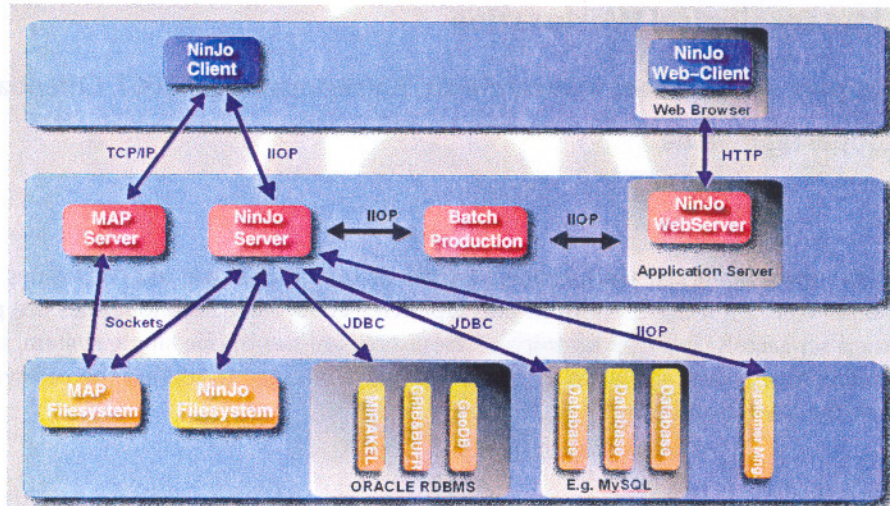 NinJo
Client
NinJo
Web-Client
Web Browser
TCP/IP
IIOP
HTTP
MAP
Server
NinJo
Server
IIOP
Batch
Production
IIOP
NinJo
WebServer
Application Server
Sockets
JDBC
JDBC
IIOP
MAP
Filesystem
NinJo
Filesystem
MIRAKEL
GRIB&BUFR
GeoDB
ORACLE RDBMS
Database
Database
Database
E.g. MySQL
Customer Mng